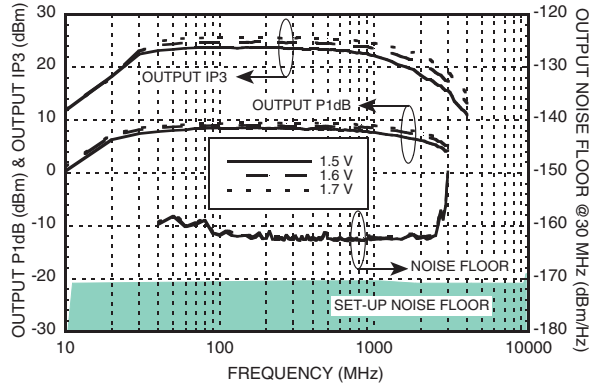 OUTPUT P1dB (dBm) & OUTPUT IP3 (dBm)
30
20
10
0
-10
-20
-30
OUTPUT IP3
OUTPUT P1dB
1.5 V
1.6 V
1.7 V
NOISE FLOOR
SET-UP NOISE FLOOR
-120
-130
-140
-150
-160
-170
-180
OUTPUT NOISE FLOOR @30 MHz (dBm/Hz)
10
100
1000
10000
FREQUENCY (MHz)